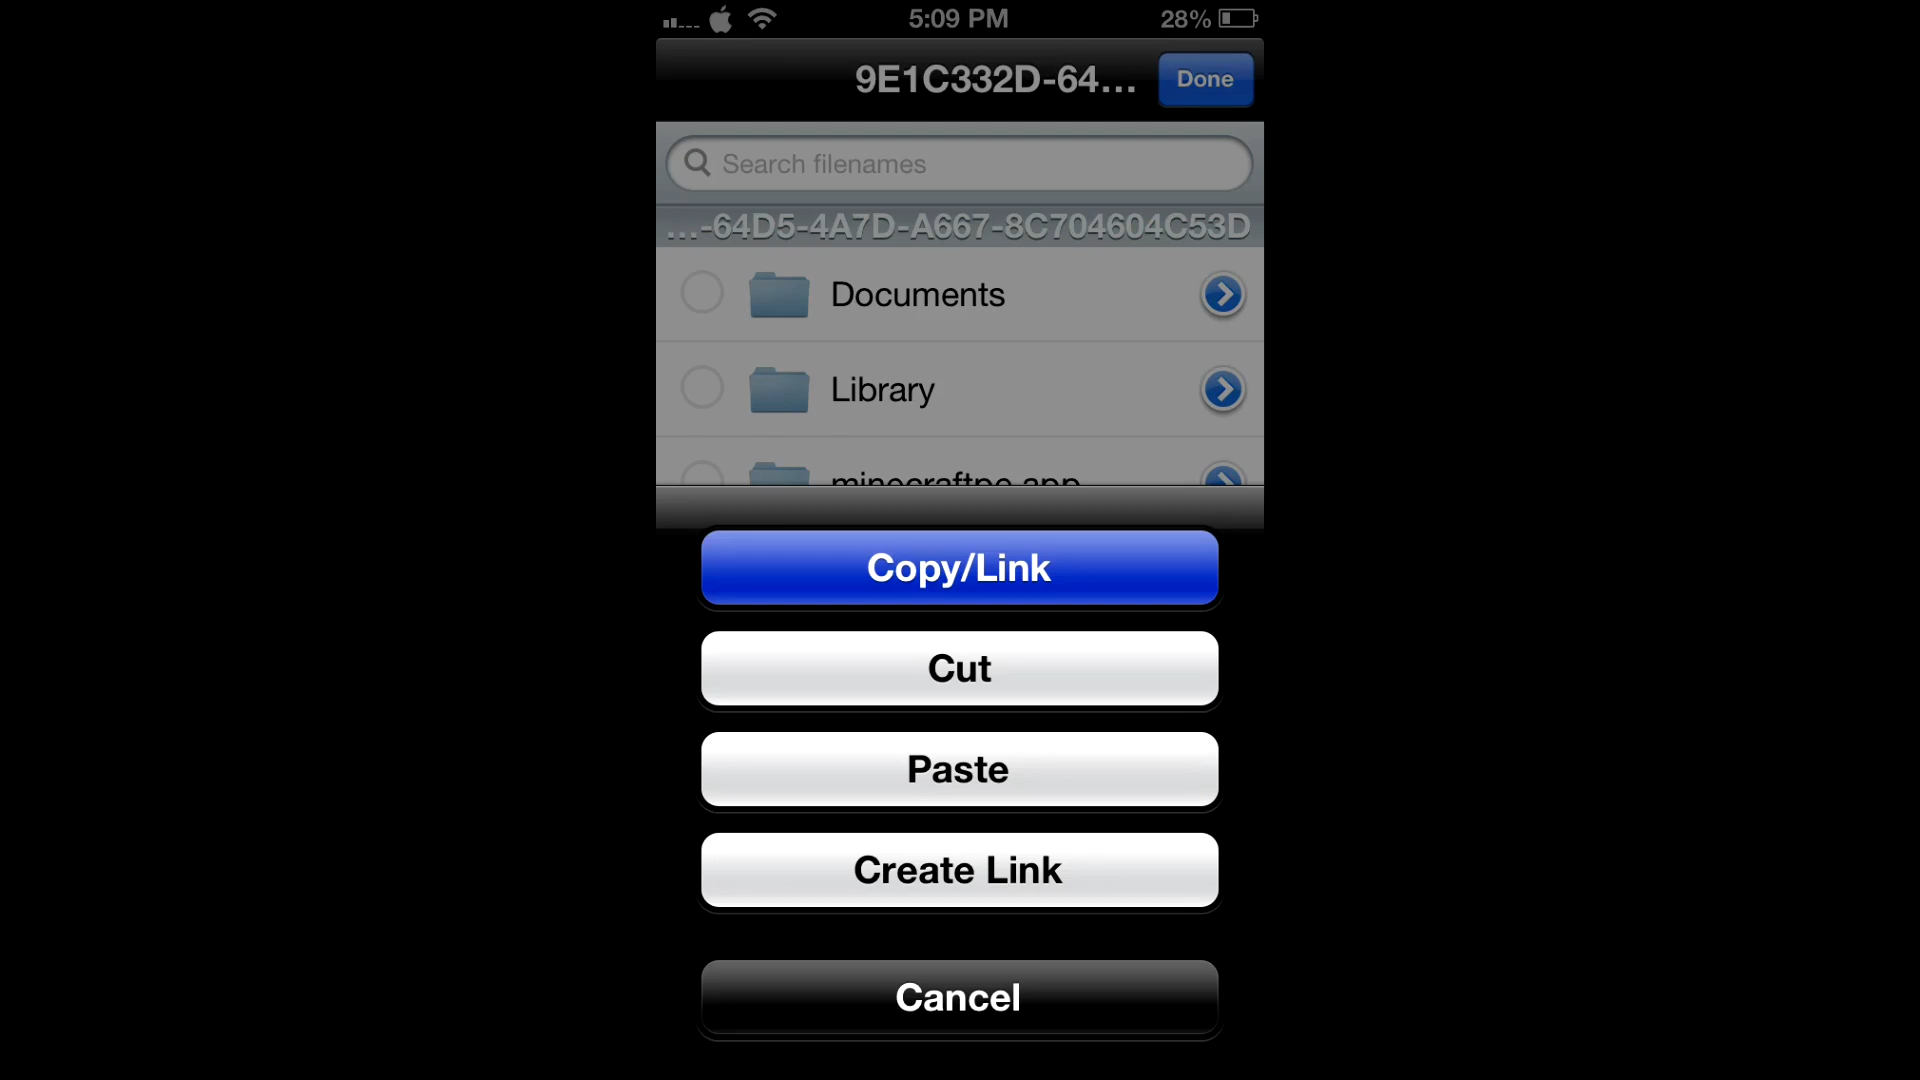 5:09 PM
28%
9E1C332D-64...
Done
Search filenames
...-64D5-4A7D-A667-8C704604C53D
Documents
Library
minecraftpe.app
Copy/Link
Cut
Paste
Create Link
Cancel